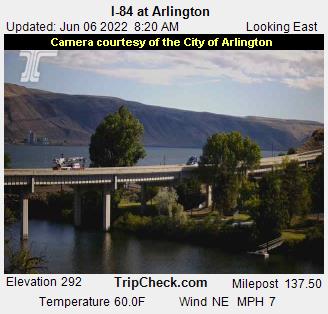 I-84 at Arlington
Updated: Jun 06 2022 8:20 AM Looking East
Camera courtesy of the City of Arlington
Elevation 292 TripCheck.com Milepost 137.50
Temperature 60.0F Wind NE MPH 7